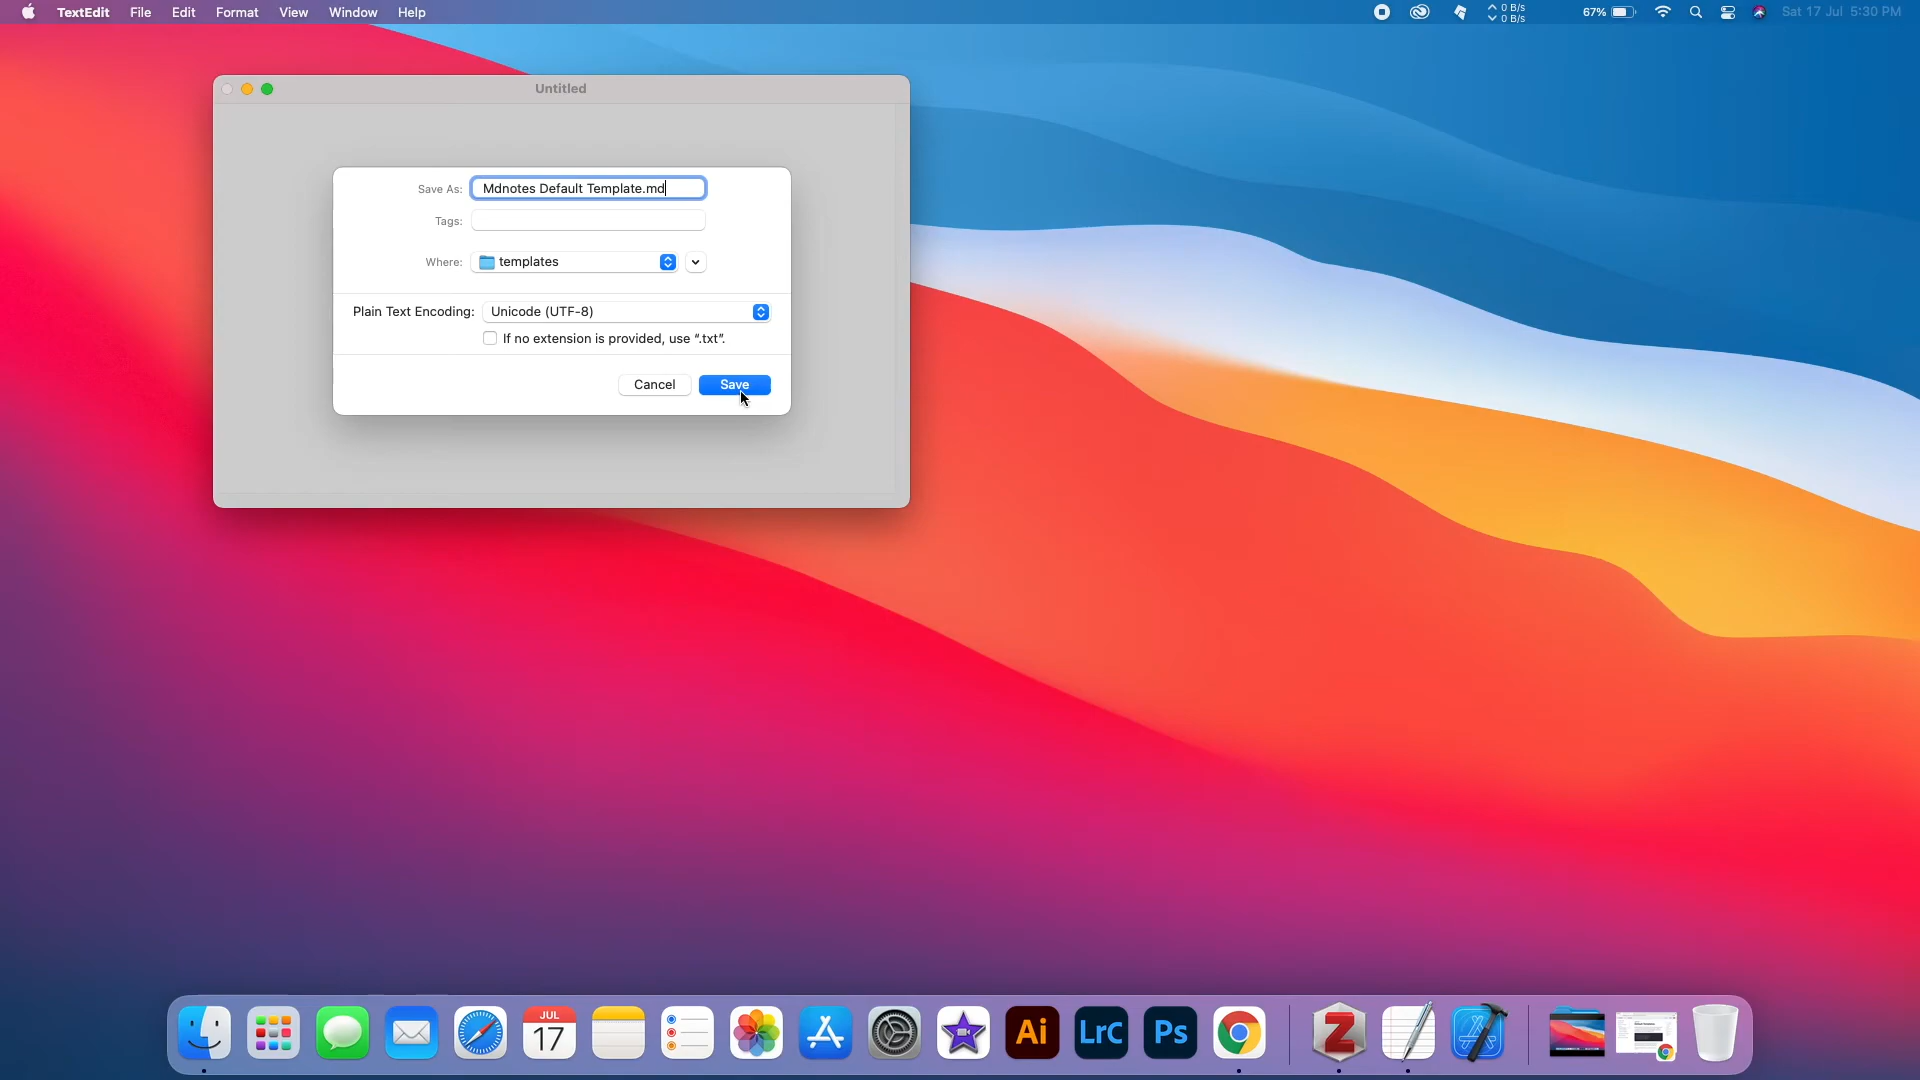 TextEdit File Edit Format View Window Help 0 B/s 0 B/s 67% Sat 17 Jul 5:30 PM
Untitled
Save As: Mdnotes Default Template.md
Tags:
Where: templates
Plain Text Encoding: Unicode (UTF-8)
If no extension is provided, use “.txt”.
Cancel Save
JUL
17
Ai LrC Ps Z